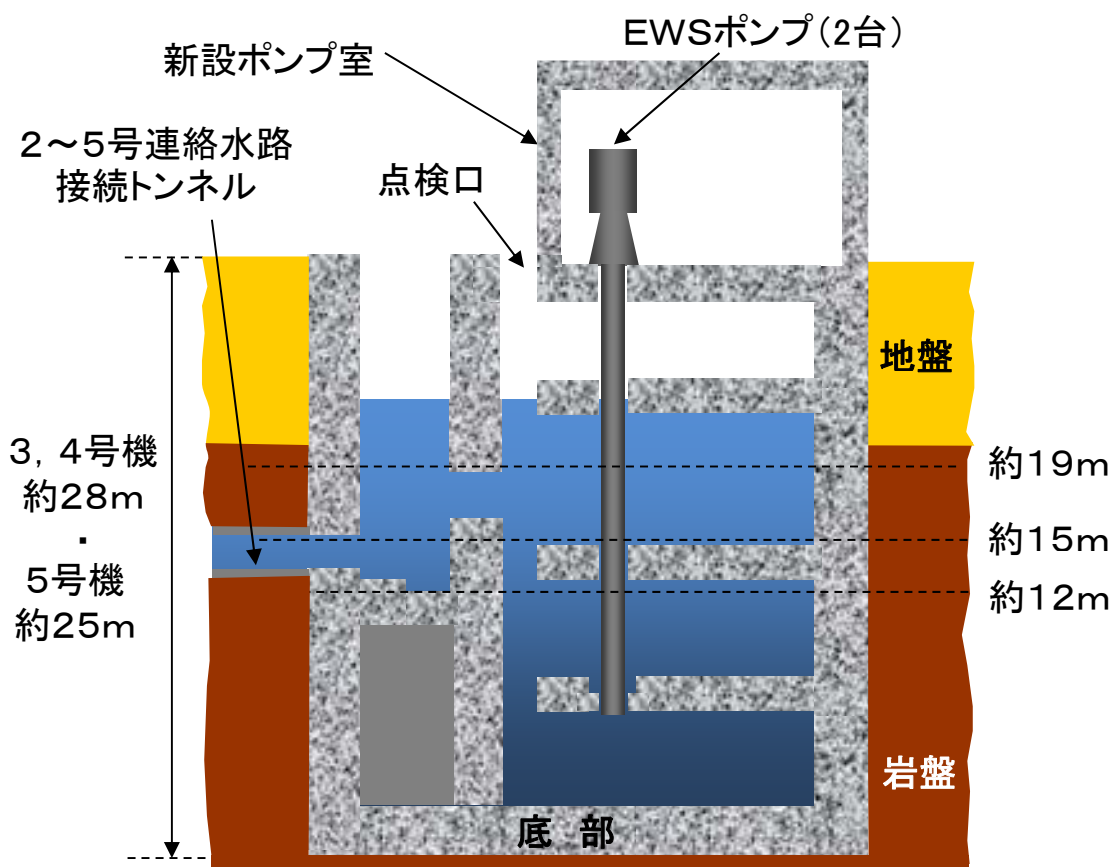 EWSポンプ（2台）
新設ポンプ室
２～５号連絡水路
接続トンネル
点検口
地盤
３，４号機
約２８ｍ
・
５号機
約２５ｍ
約１９ｍ
約１５ｍ
約１２ｍ
岩盤
底 部